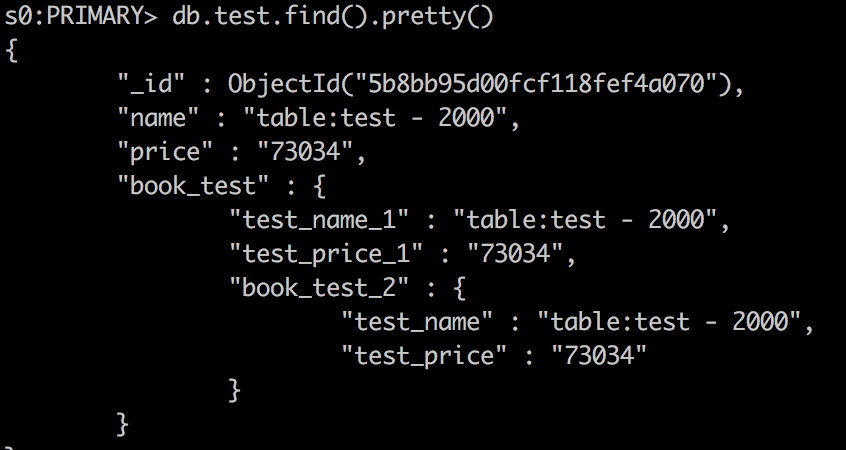 s0:PRIMARY> db.test.find().pretty()
{
        "_id" : ObjectId("5b8bb95d00fcf118fef4a070"),
        "name" : "table:test - 2000",
        "price" : "73034",
        "book_test" : {
                "test_name_1" : "table:test - 2000",
                "test_price_1" : "73034",
                "book_test_2" : {
                        "test_name" : "table:test - 2000",
                        "test_price" : "73034"
                }
        }
}